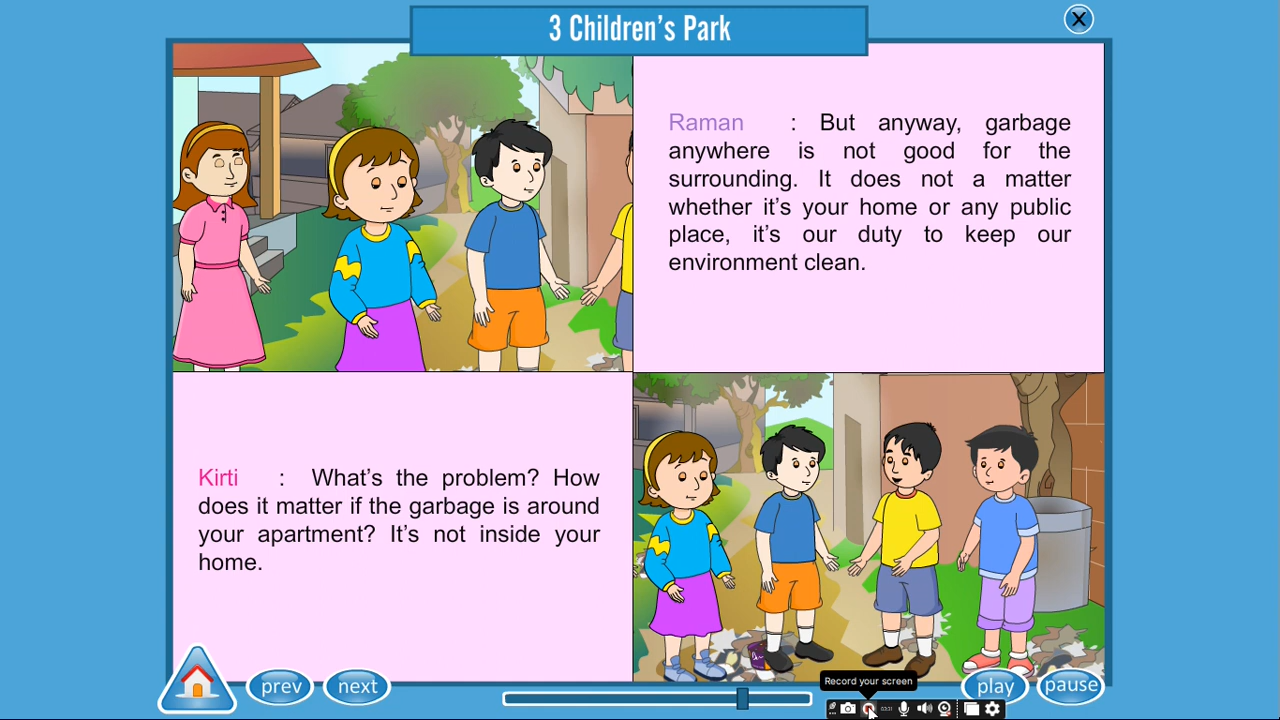 3 Children's Park
X
Raman : But anyway, garbage
anywhere is not good for the
surrounding. It does not a matter
whether it's your home or any public
place, it's our duty to keep our
environment clean.
Kirti : What's the problem? How
does it matter if the garbage is around
your apartment? It's not inside your
home.
prev
next
Record your screen
play
pause